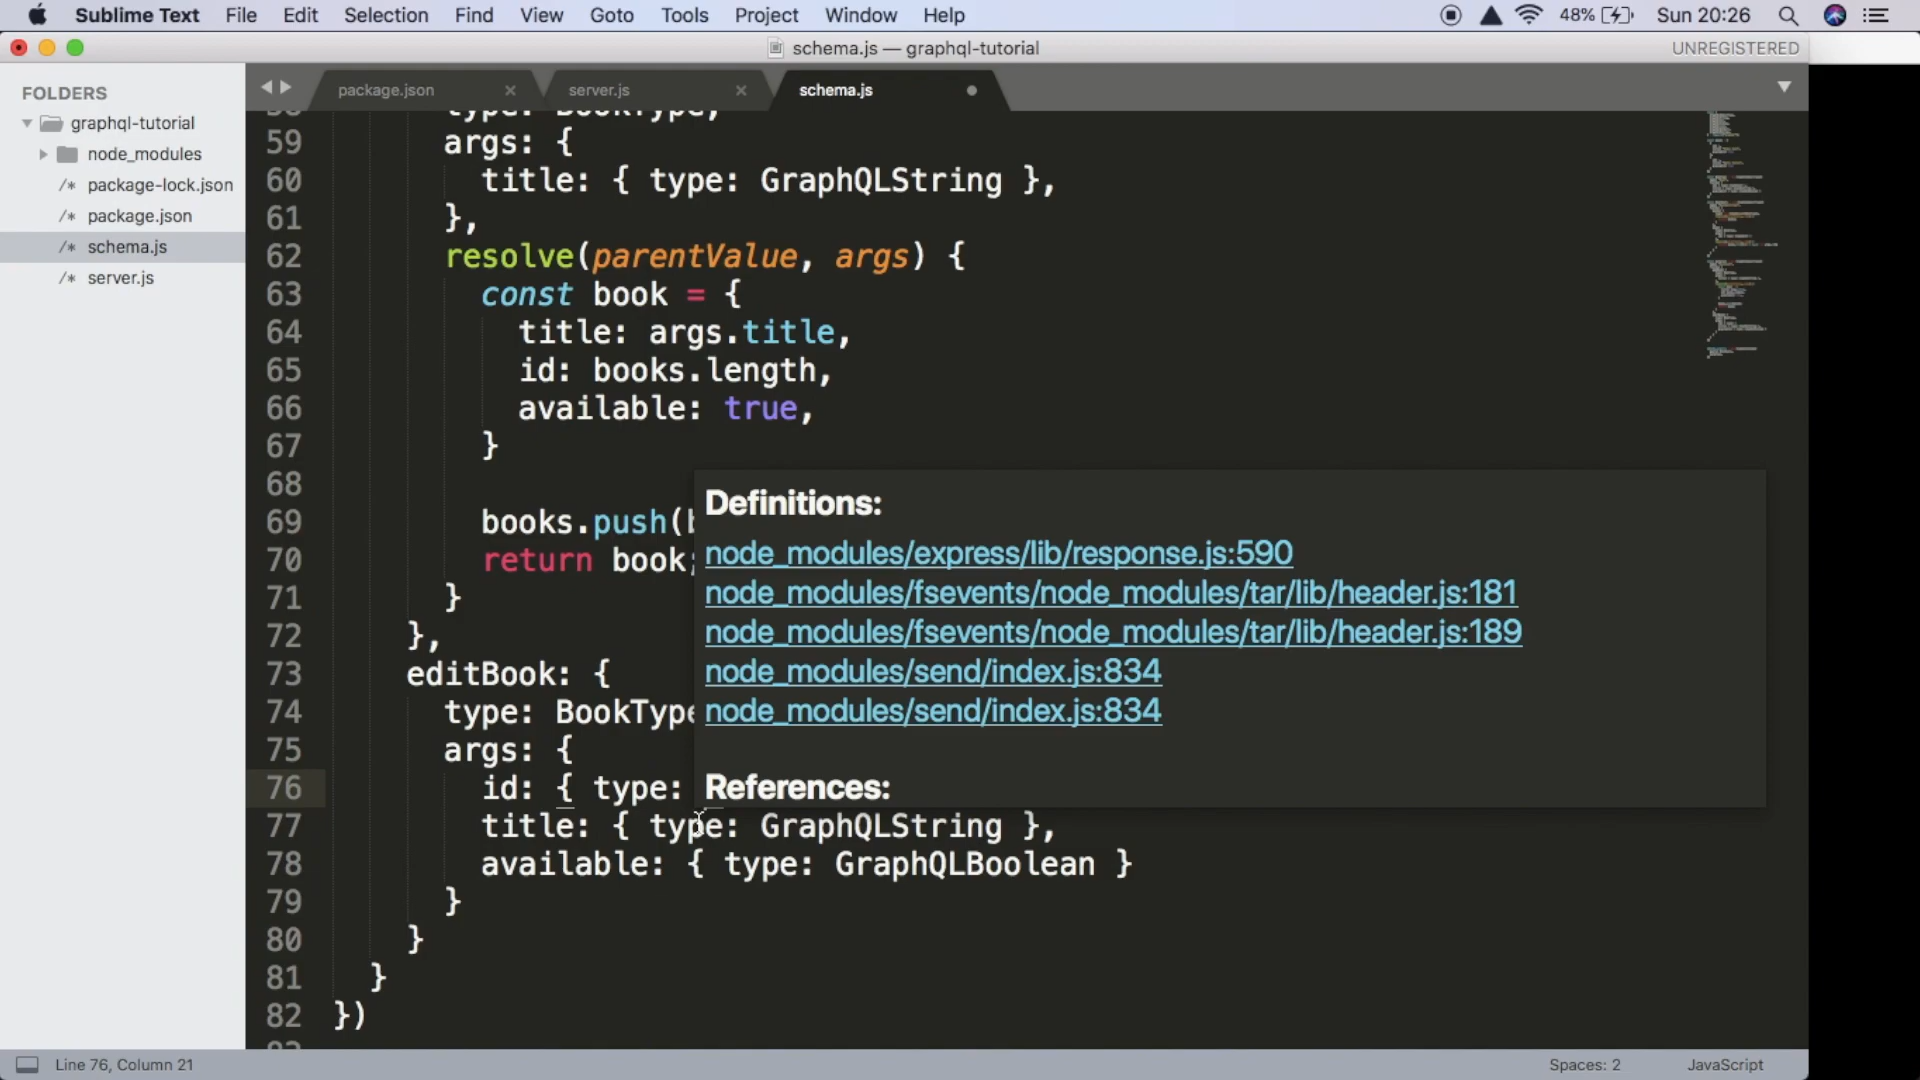 Sublime Text File Edit Selection Find View Goto Tools Project Window Help 48% Sun 20:26
schema.js — graphql-tutorial UNREGISTERED
FOLDERS
graphql-tutorial
node_modules
/* package-lock.json
/* package.json
/* schema.js
/* server.js
package.json × server.js × schema.js
58 type: BookType,
59 args: {
60 title: { type: GraphQLString },
61 },
62 resolve(parentValue, args) {
63 const book = {
64 title: args.title,
65 id: books.length,
66 available: true,
67 }
68
69 books.push(b
70 return book;
71 }
72 },
73 editBook: {
74 type: BookType
75 args: {
76 id: { type:
77 title: { type: GraphQLString },
78 available: { type: GraphQLBoolean }
79 }
80 }
81 }
82 })
Definitions:
node_modules/express/lib/response.js:590
node_modules/fsevents/node_modules/tar/lib/header.js:181
node_modules/fsevents/node_modules/tar/lib/header.js:189
node_modules/send/index.js:834
node_modules/send/index.js:834
References:
Line 76, Column 21 Spaces: 2 JavaScript